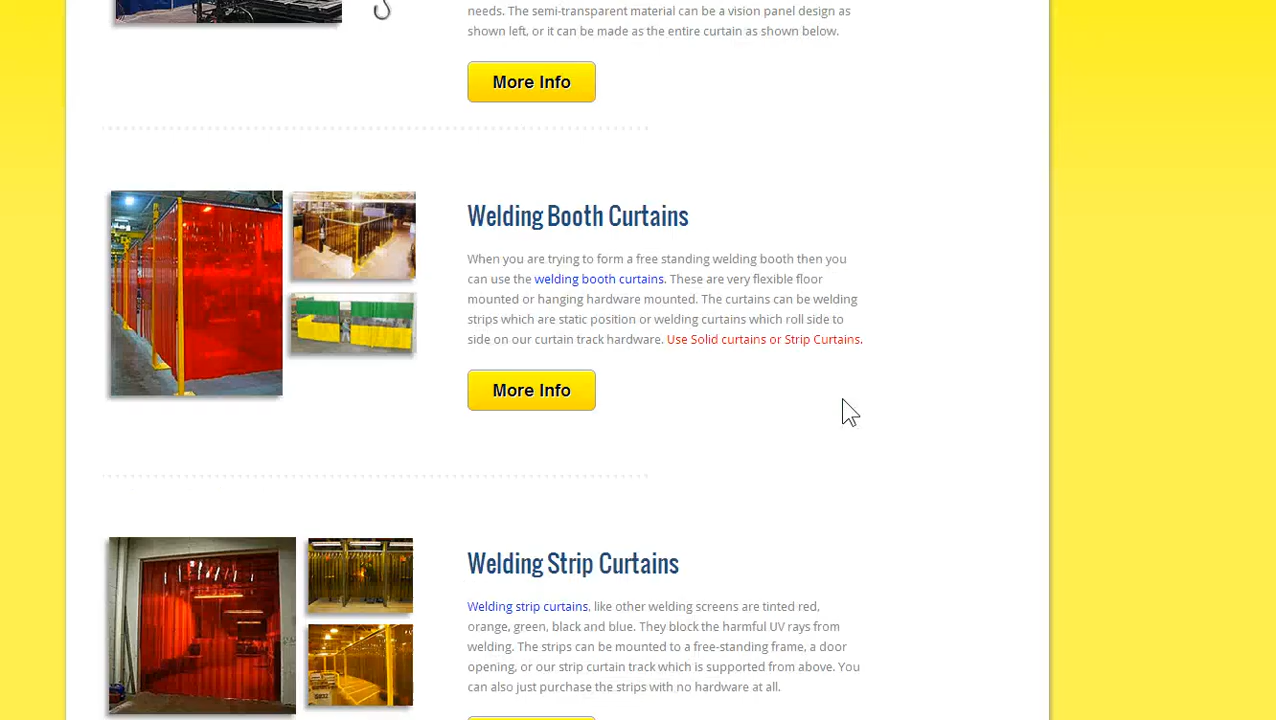 needs. The semi-transparent material can be a vision panel design as
shown left, or it can be made as the entire curtain as shown below.
More Info
Welding Booth Curtains
When you are trying to form a free standing welding booth then you
can use the welding booth curtains. These are very flexible floor
mounted or hanging hardware mounted. The curtains can be welding
strips which are static position or welding curtains which roll side to
side on our curtain track hardware. Use Solid curtains or Strip Curtains.
More Info
Welding Strip Curtains
Welding strip curtains, like other welding screens are tinted red,
orange, green, black and blue. They block the harmful UV rays from
welding. The strips can be mounted to a free-standing frame, a door
opening, or our strip curtain track which is supported from above. You
can also just purchase the strips with no hardware at all.